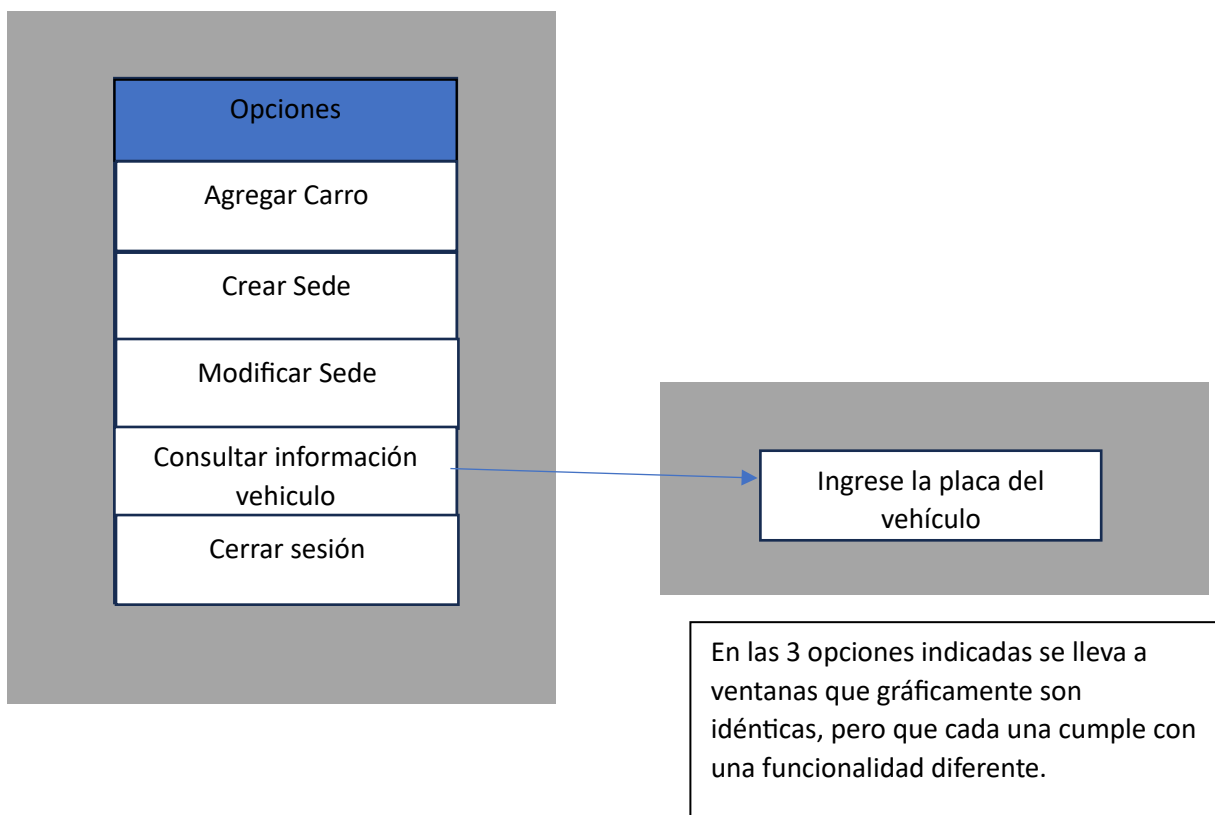 Opciones
Agregar Carro
Crear Sede
Modificar Sede
Consultar información
vehiculo
Cerrar sesión
Ingrese la placa del
vehículo
En las 3 opciones indicadas se lleva a
ventanas que gráficamente son
idénticas, pero que cada una cumple con
una funcionalidad diferente.